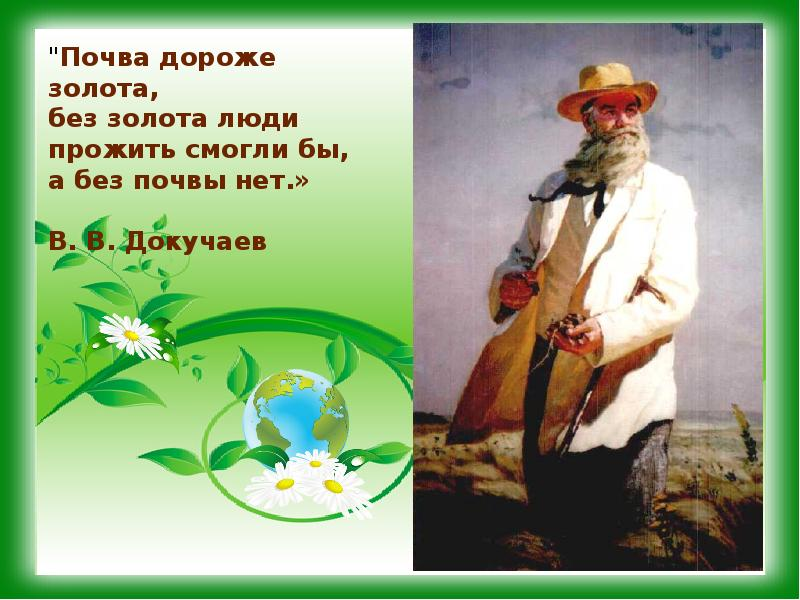 "Почва дороже
золота,
без золота люди
прожить смогли бы,
а без почвы нет.»
В. В. Докучаев